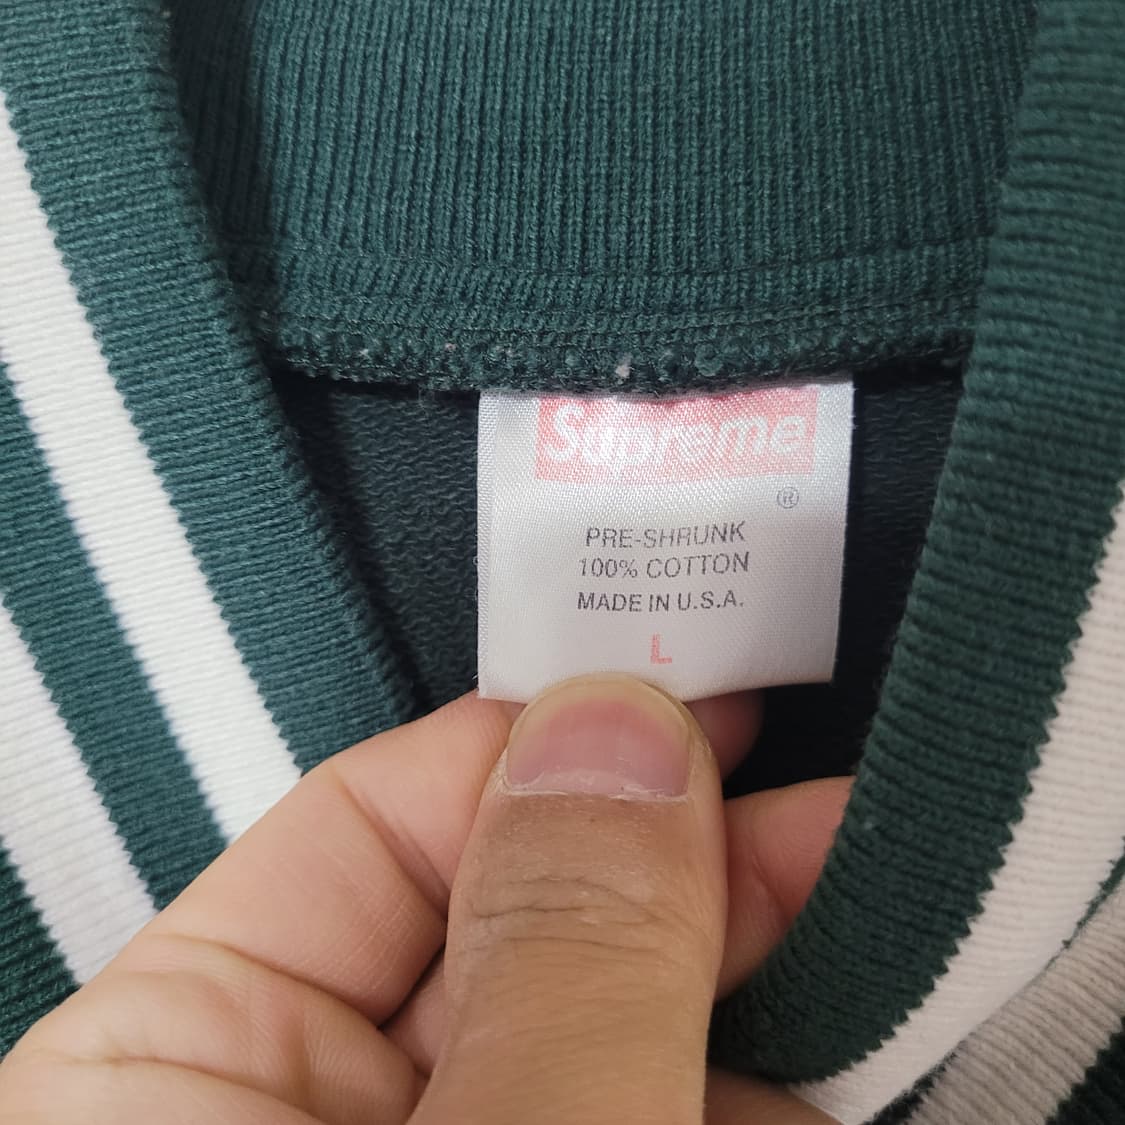 Supreme
®
PRE-SHRUNK
100% COTTON
MADE IN U.S.A.
L